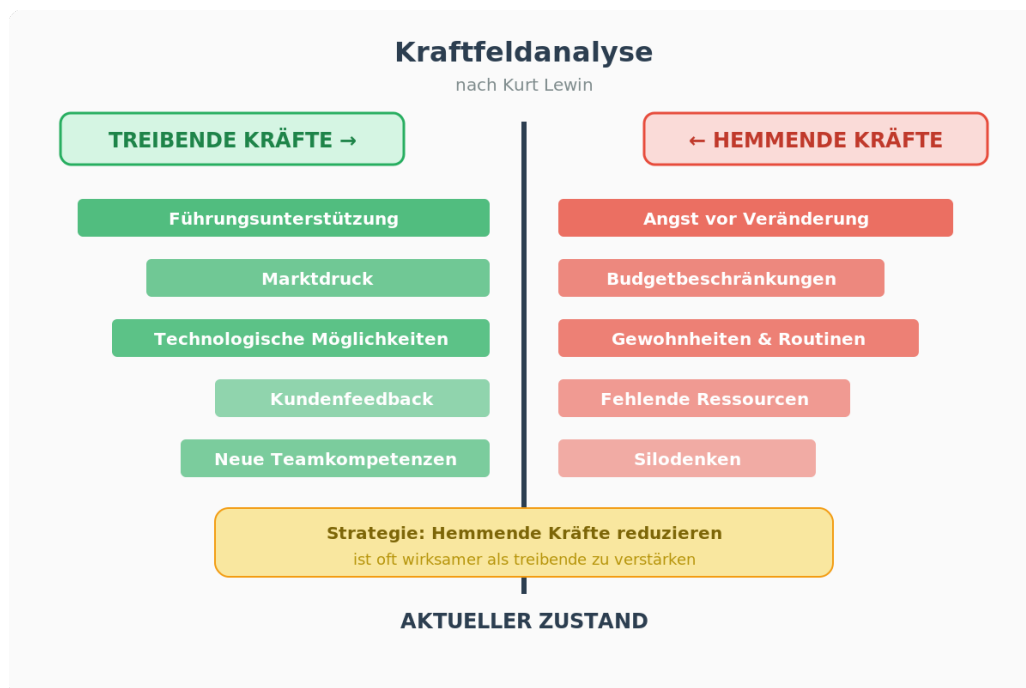 Kraftfeldanalyse
nach Kurt Lewin
TREIBENDE KRÄFTE →
← HEMMENDE KRÄFTE
Führungsunterstützung
Angst vor Veränderung
Marktdruck
Budgetbeschränkungen
Technologische Möglichkeiten
Gewohnheiten & Routinen
Kundenfeedback
Fehlende Ressourcen
Neue Teamkompetenzen
Silodenken
Strategie: Hemmende Kräfte reduzieren
ist oft wirksamer als treibende zu verstärken
AKTUELLER ZUSTAND